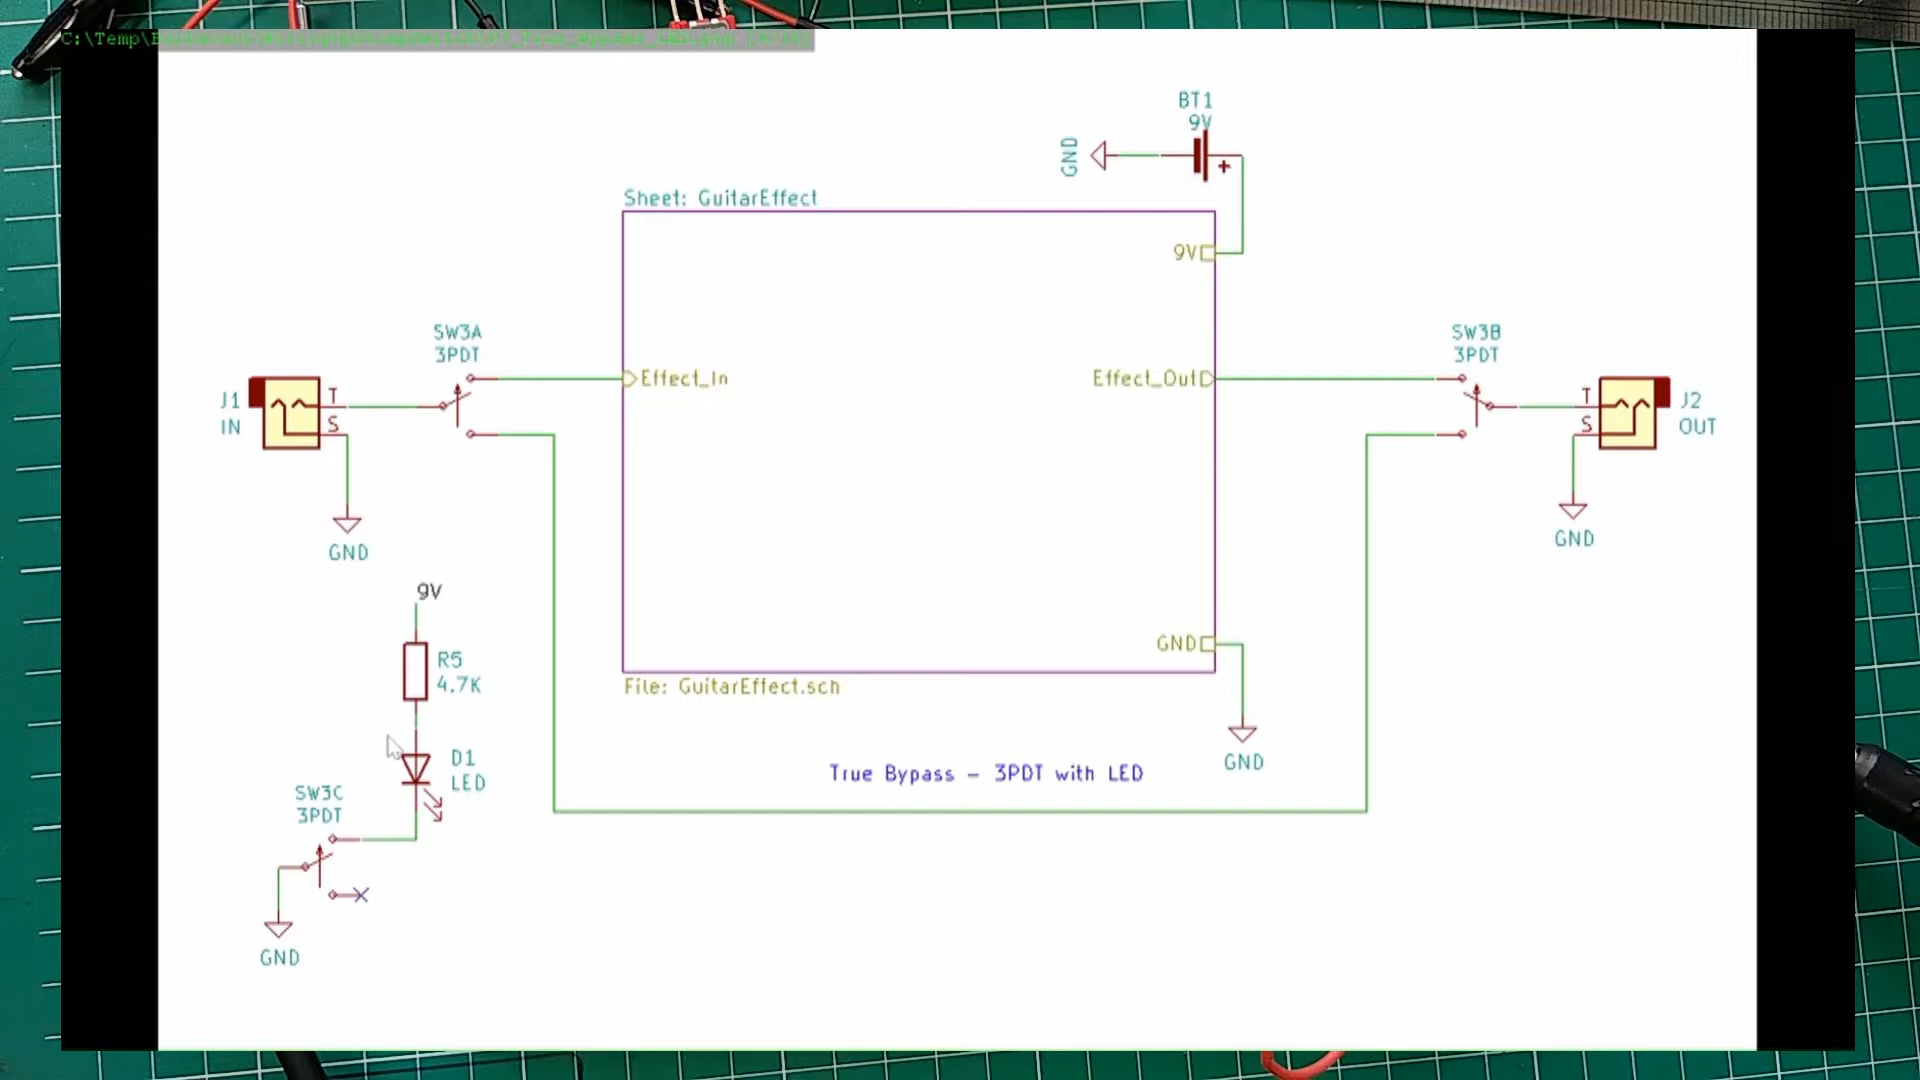 BT1
9V
GND
Sheet: GuitarEffect
9V
SW3A
3PDT
SW3B
3PDT
J1
IN
T
S
Effect_In
Effect_Out
T
S
J2
OUT
GND
GND
9V
R5
4.7K
GND
File: GuitarEffect.sch
D1
LED
GND
True Bypass - 3PDT with LED
SW3C
3PDT
GND
C:\Temp\